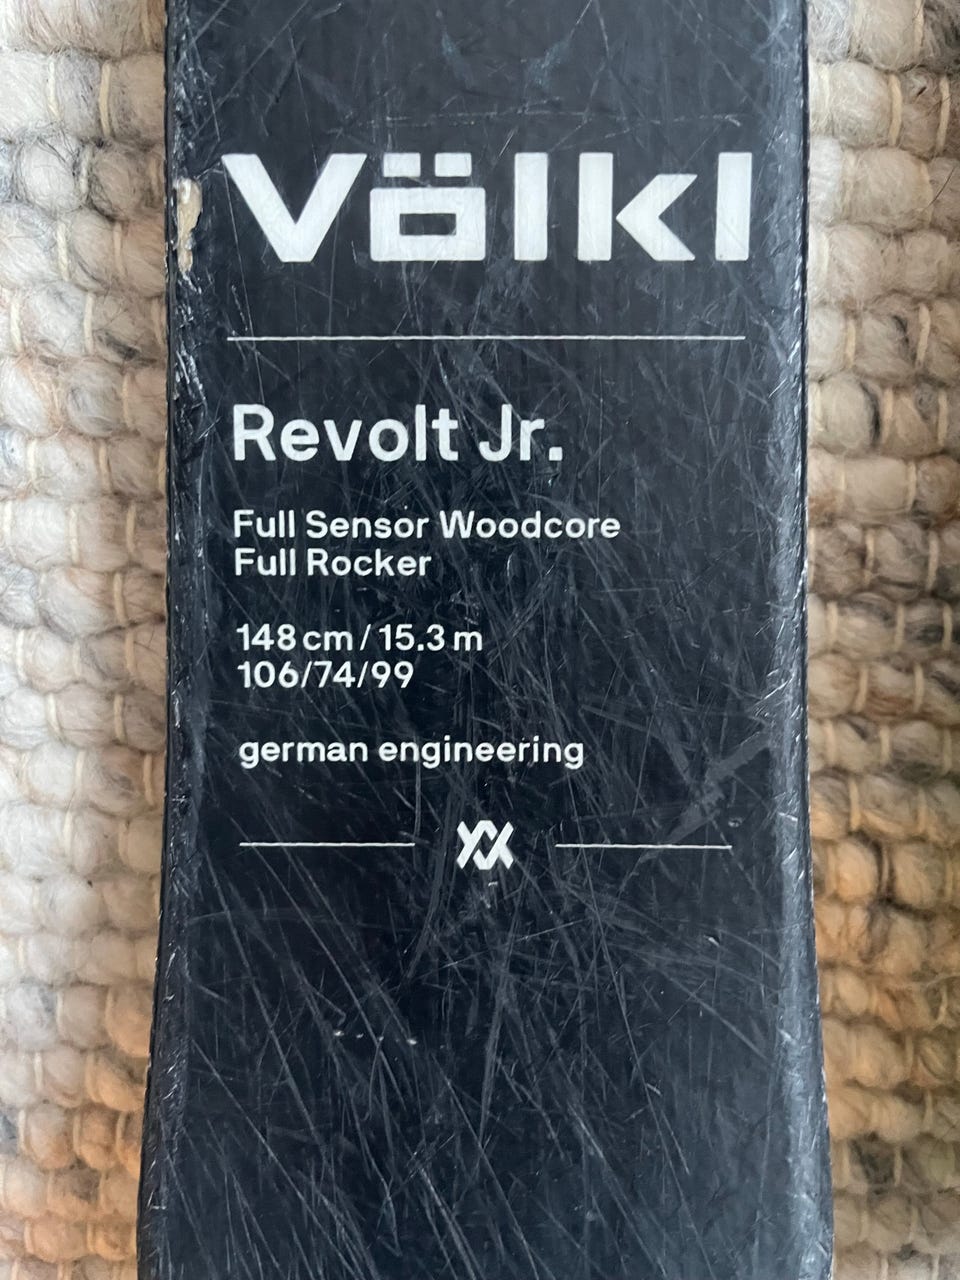 Völkl
Revolt Jr.
Full Sensor Woodcore
Full Rocker
148 cm / 15.3 m
106/74/99
german engineering